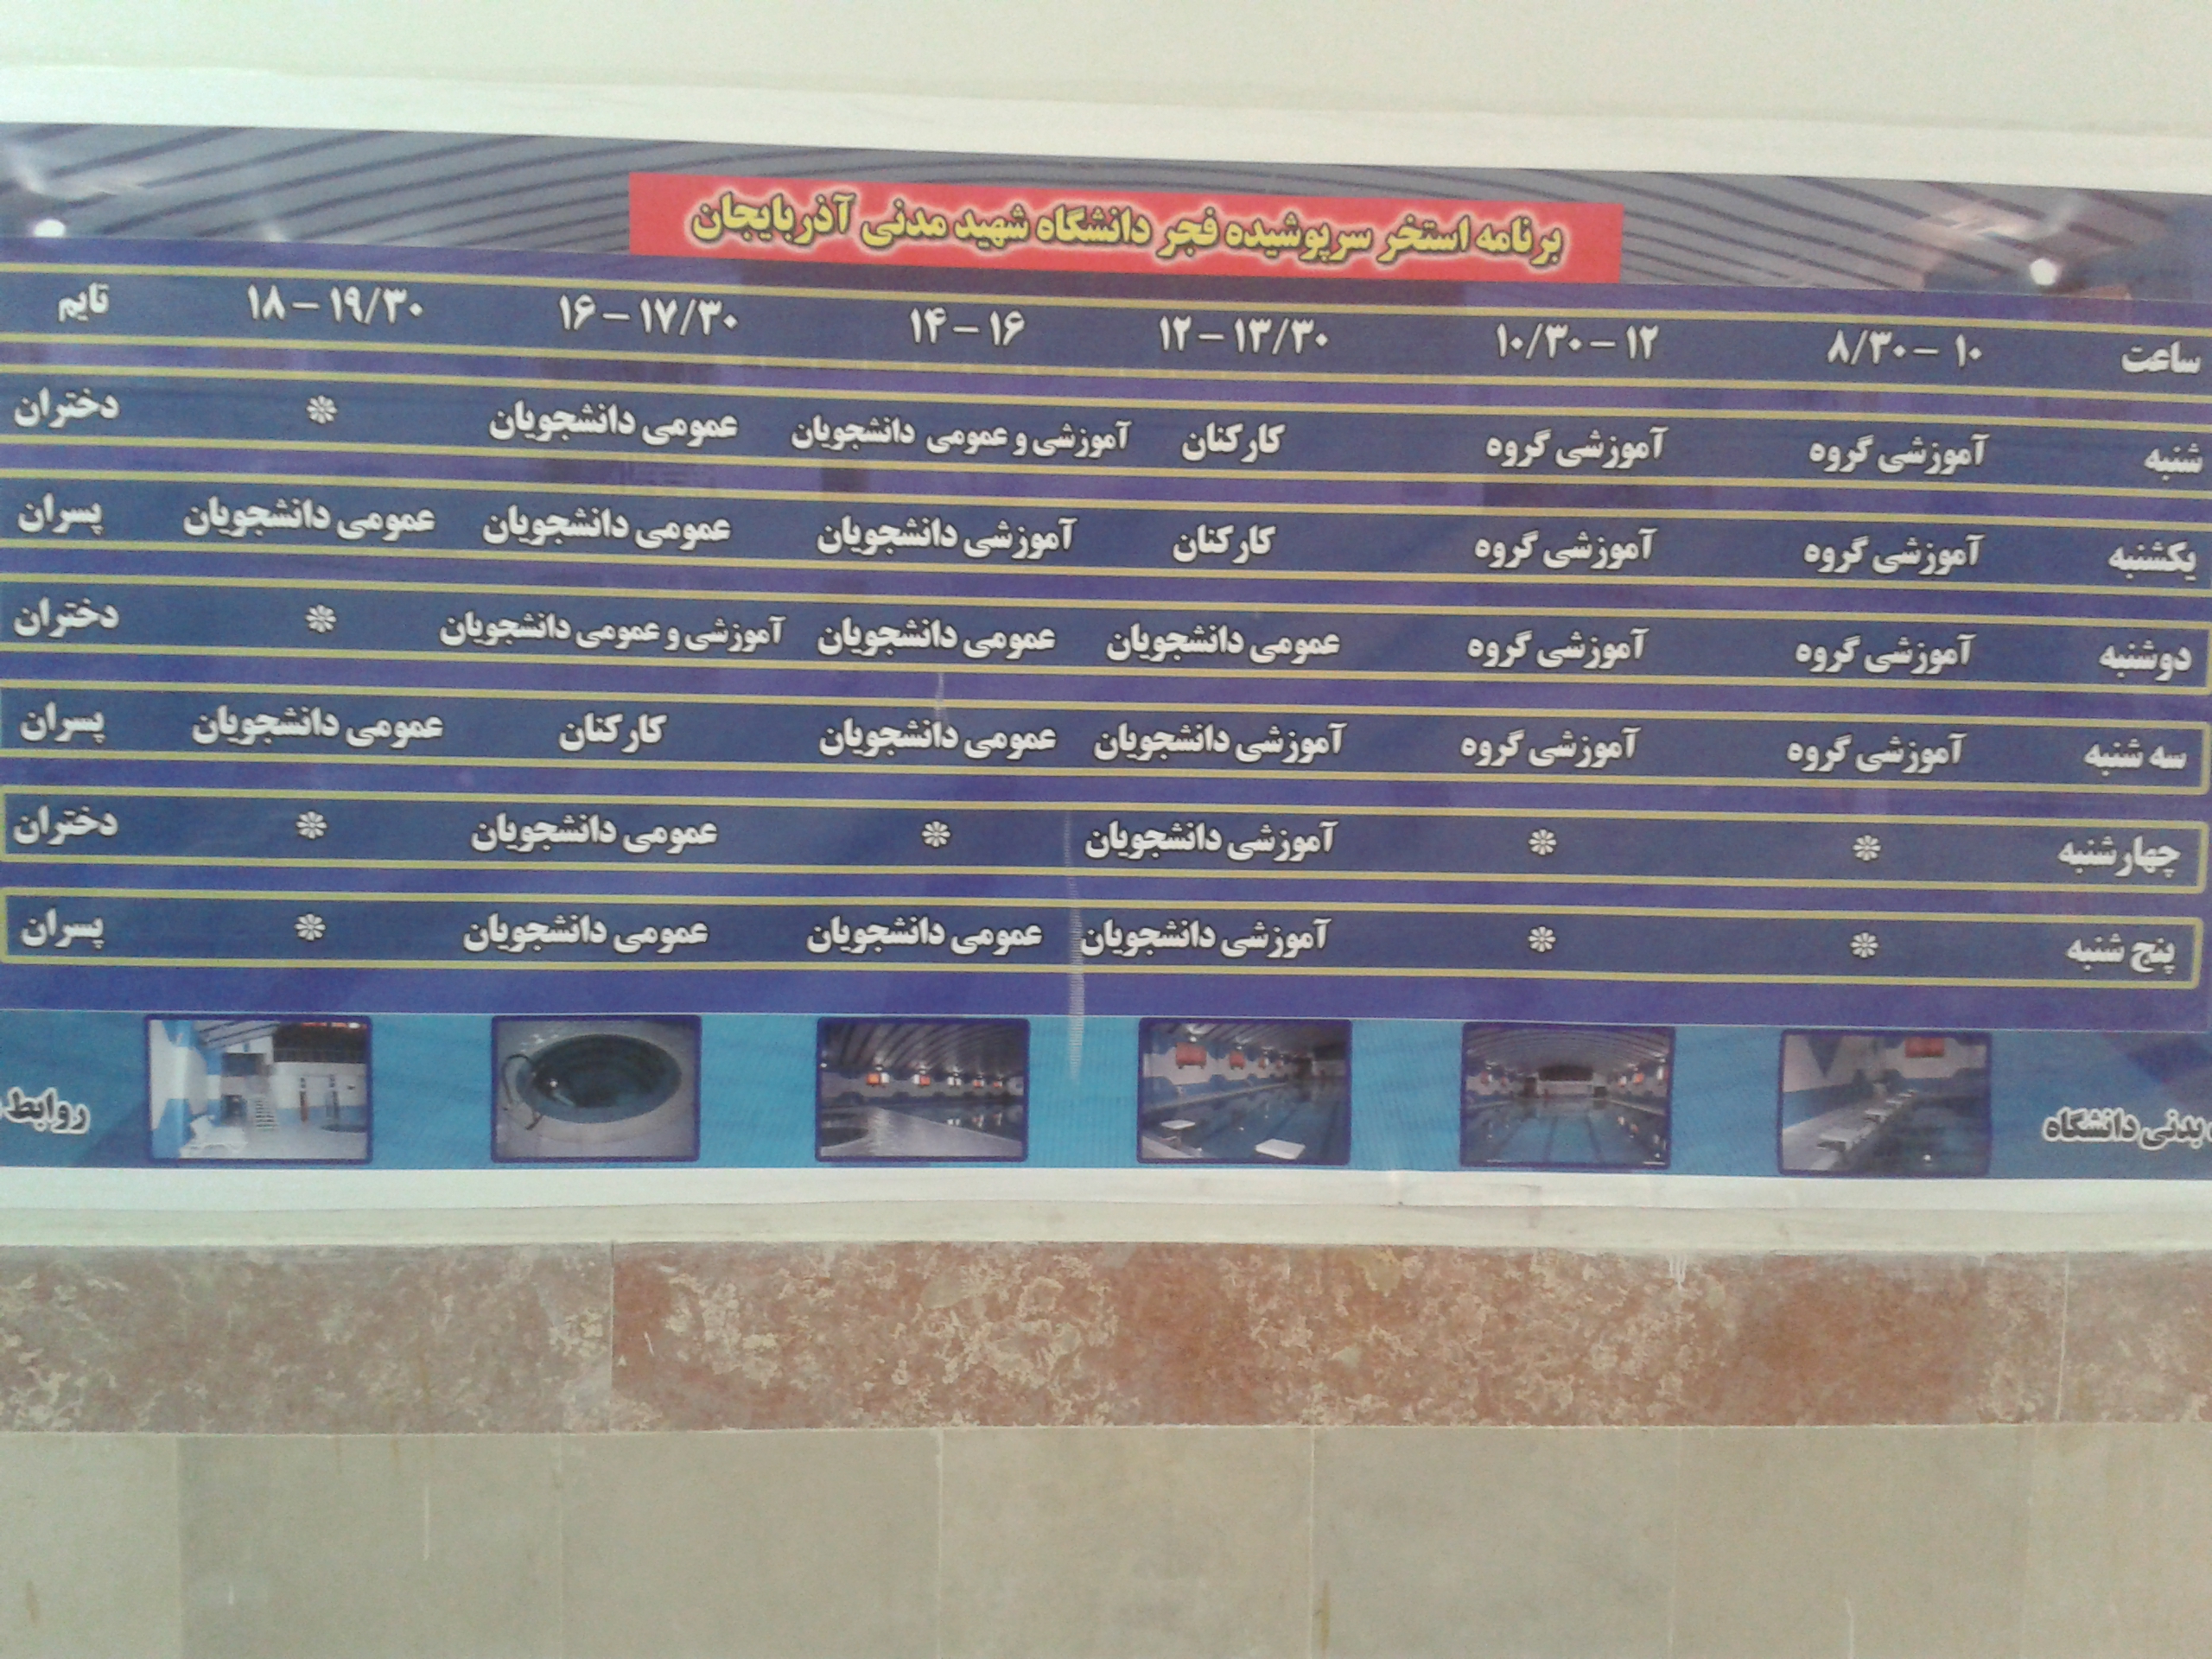 برنامه استخر سرپوشیده فجر دانشگاه شهید مدنی آذربایجان
ساعت ۱۰ – ۸/۳۰ ۱۲ – ۱۰/۳۰ ۱۳/۳۰ – ۱۲ ۱۶ – ۱۴ ۱۷/۳۰ – ۱۶ ۱۹/۳۰ – ۱۸ تایم
شنبه آموزشی گروه آموزشی گروه کارکنان آموزشی و عمومی دانشجویان عمومی دانشجویان * دختران
یکشنبه آموزشی گروه آموزشی گروه کارکنان آموزشی دانشجویان عمومی دانشجویان عمومی دانشجویان پسران
دوشنبه آموزشی گروه آموزشی گروه عمومی دانشجویان عمومی دانشجویان آموزشی و عمومی دانشجویان * دختران
سه شنبه آموزشی گروه آموزشی گروه آموزشی دانشجویان عمومی دانشجویان کارکنان عمومی دانشجویان پسران
چهارشنبه * * آموزشی دانشجویان * عمومی دانشجویان * دختران
پنج شنبه * * آموزشی دانشجویان عمومی دانشجویان عمومی دانشجویان * پسران
بدنی دانشگاه روابط